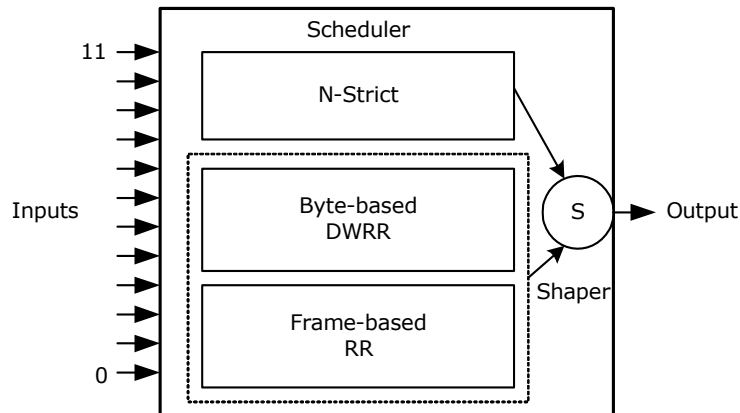 Scheduler
11
N-Strict
Inputs
Byte-based
DWRR
S
Output
Shaper
Frame-based
RR
0